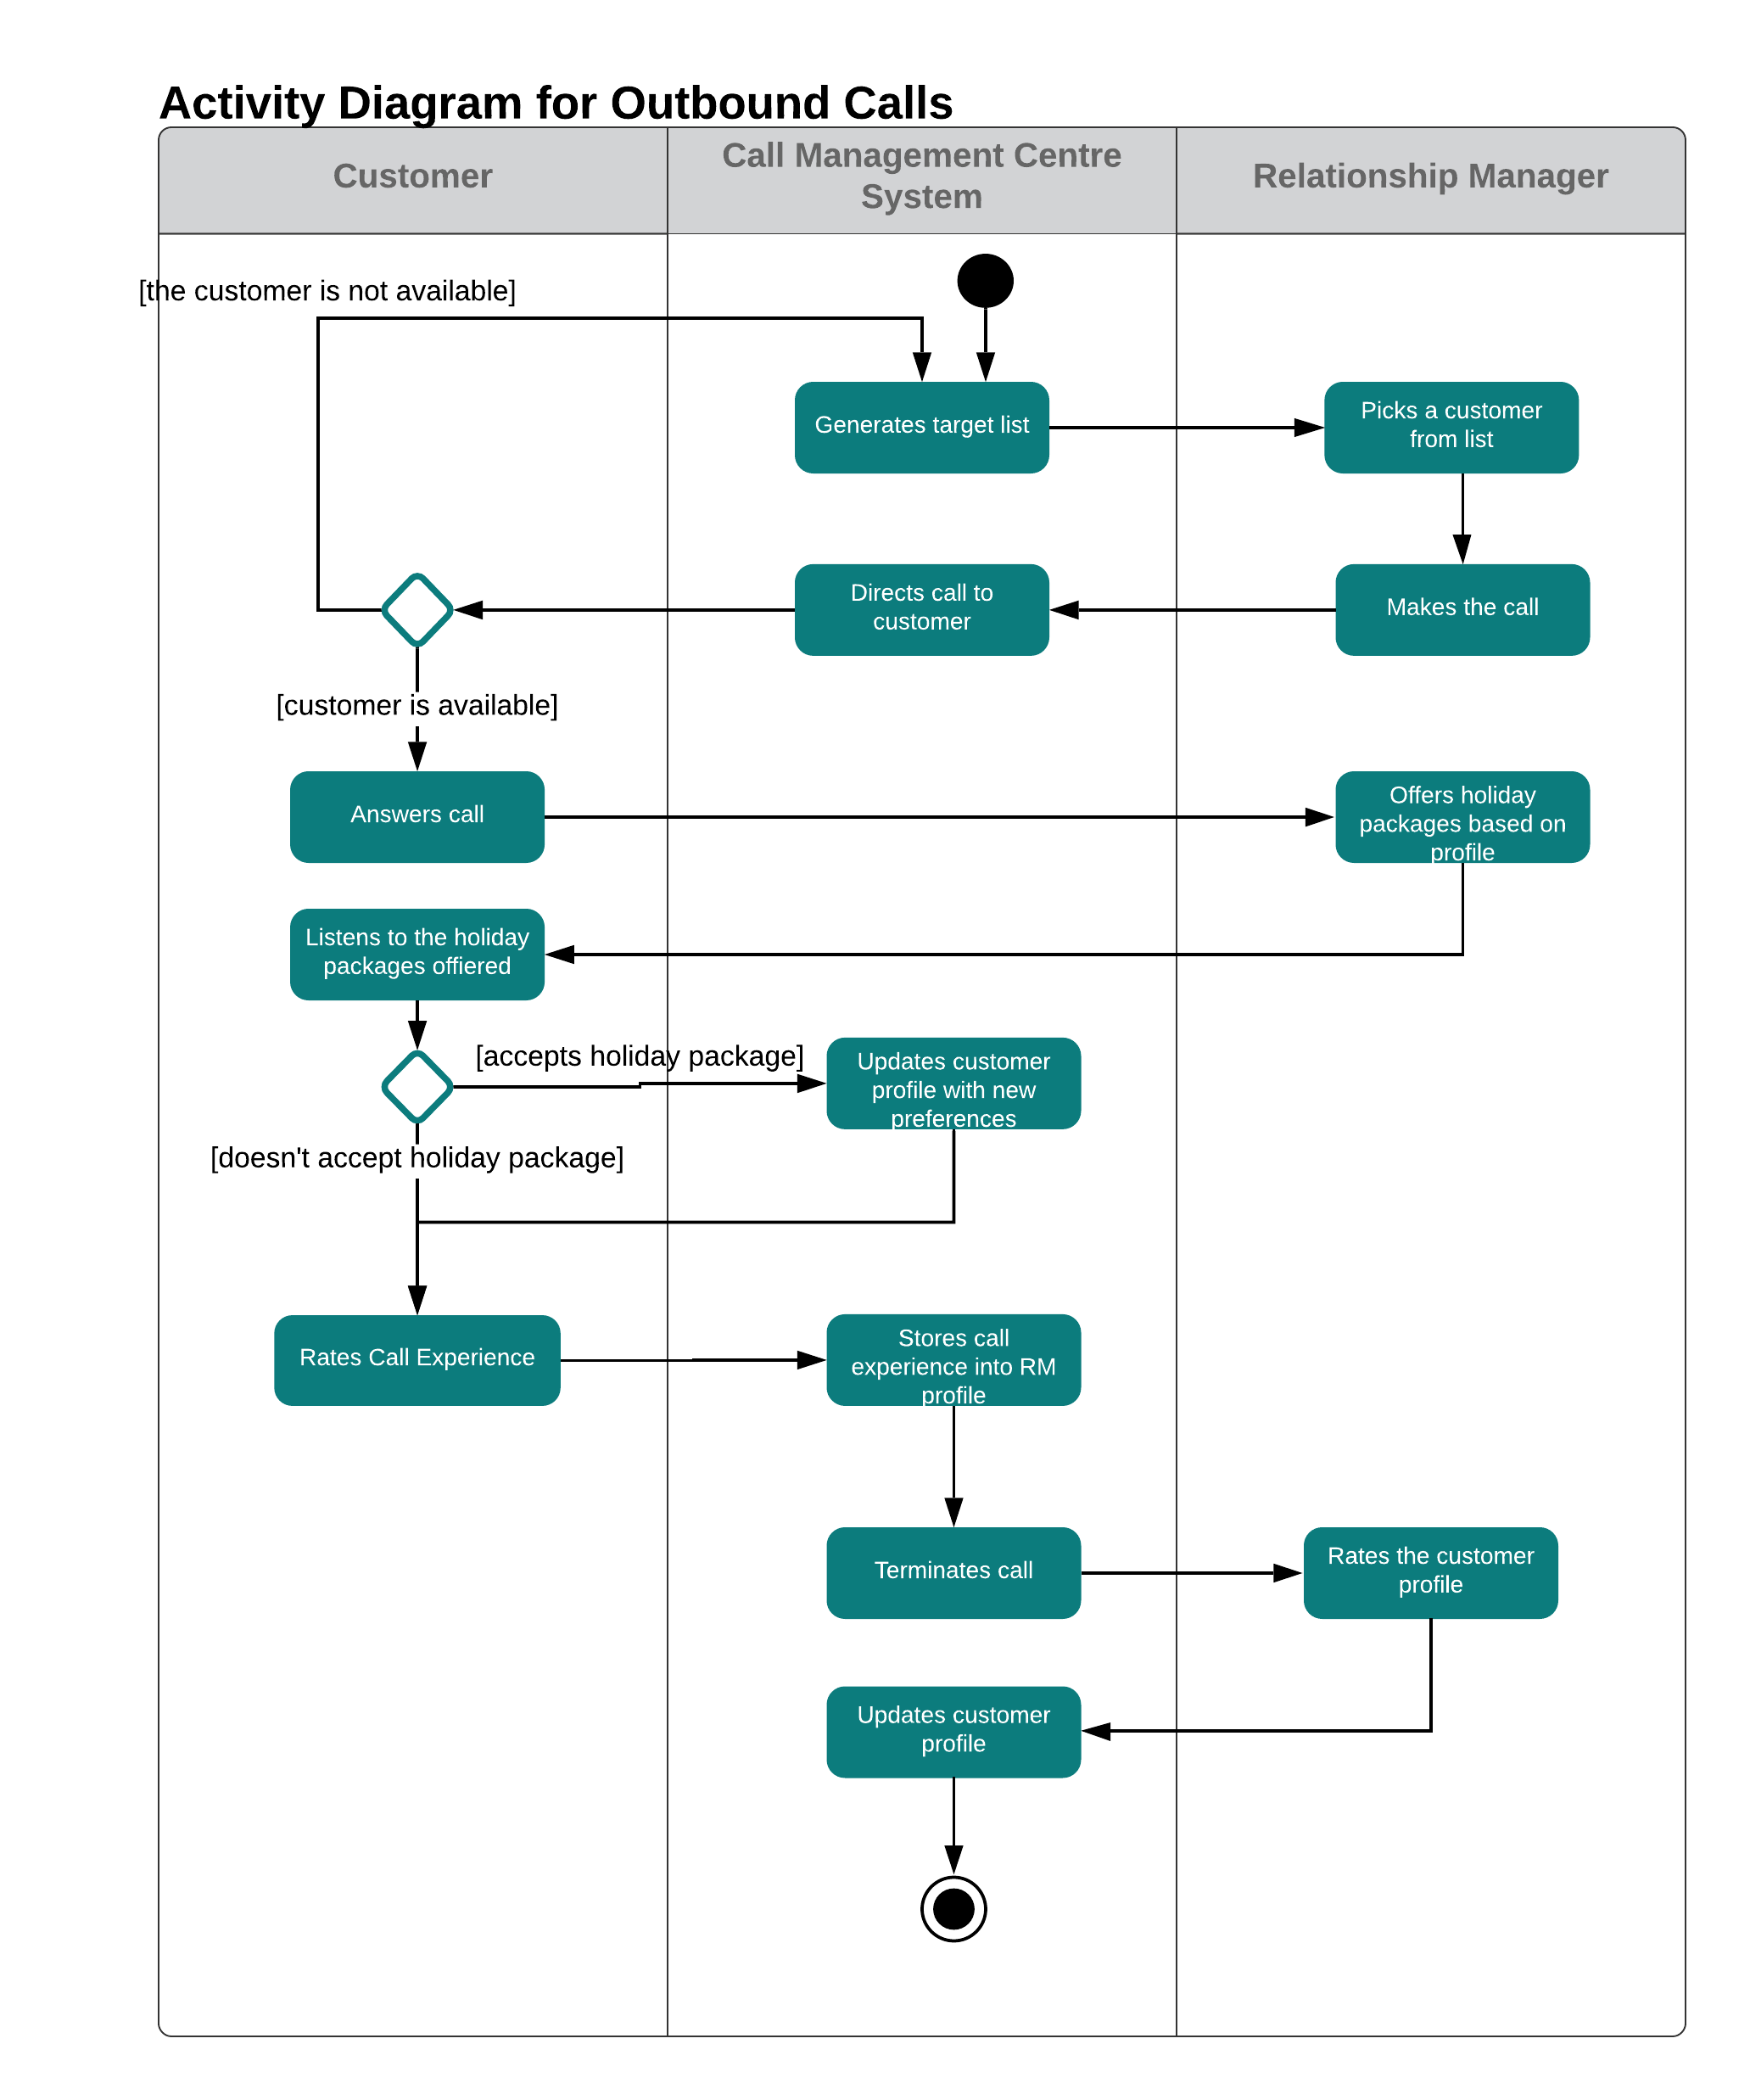 Activity Diagram for Outbound Calls
Customer
Call Management Centre
System
Relationship Manager
[the customer is not available]
Generates target list
Picks a customer
from list
Directs call to
customer
Makes the call
[customer is available]
Answers call
Offers holiday
packages based on
profile
Listens to the holiday
packages offiered
[accepts holiday package]
Updates customer
profile with new
preferences
[doesn't accept holiday package]
Rates Call Experience
Stores call
experience into RM
profile
Terminates call
Rates the customer
profile
Updates customer
profile